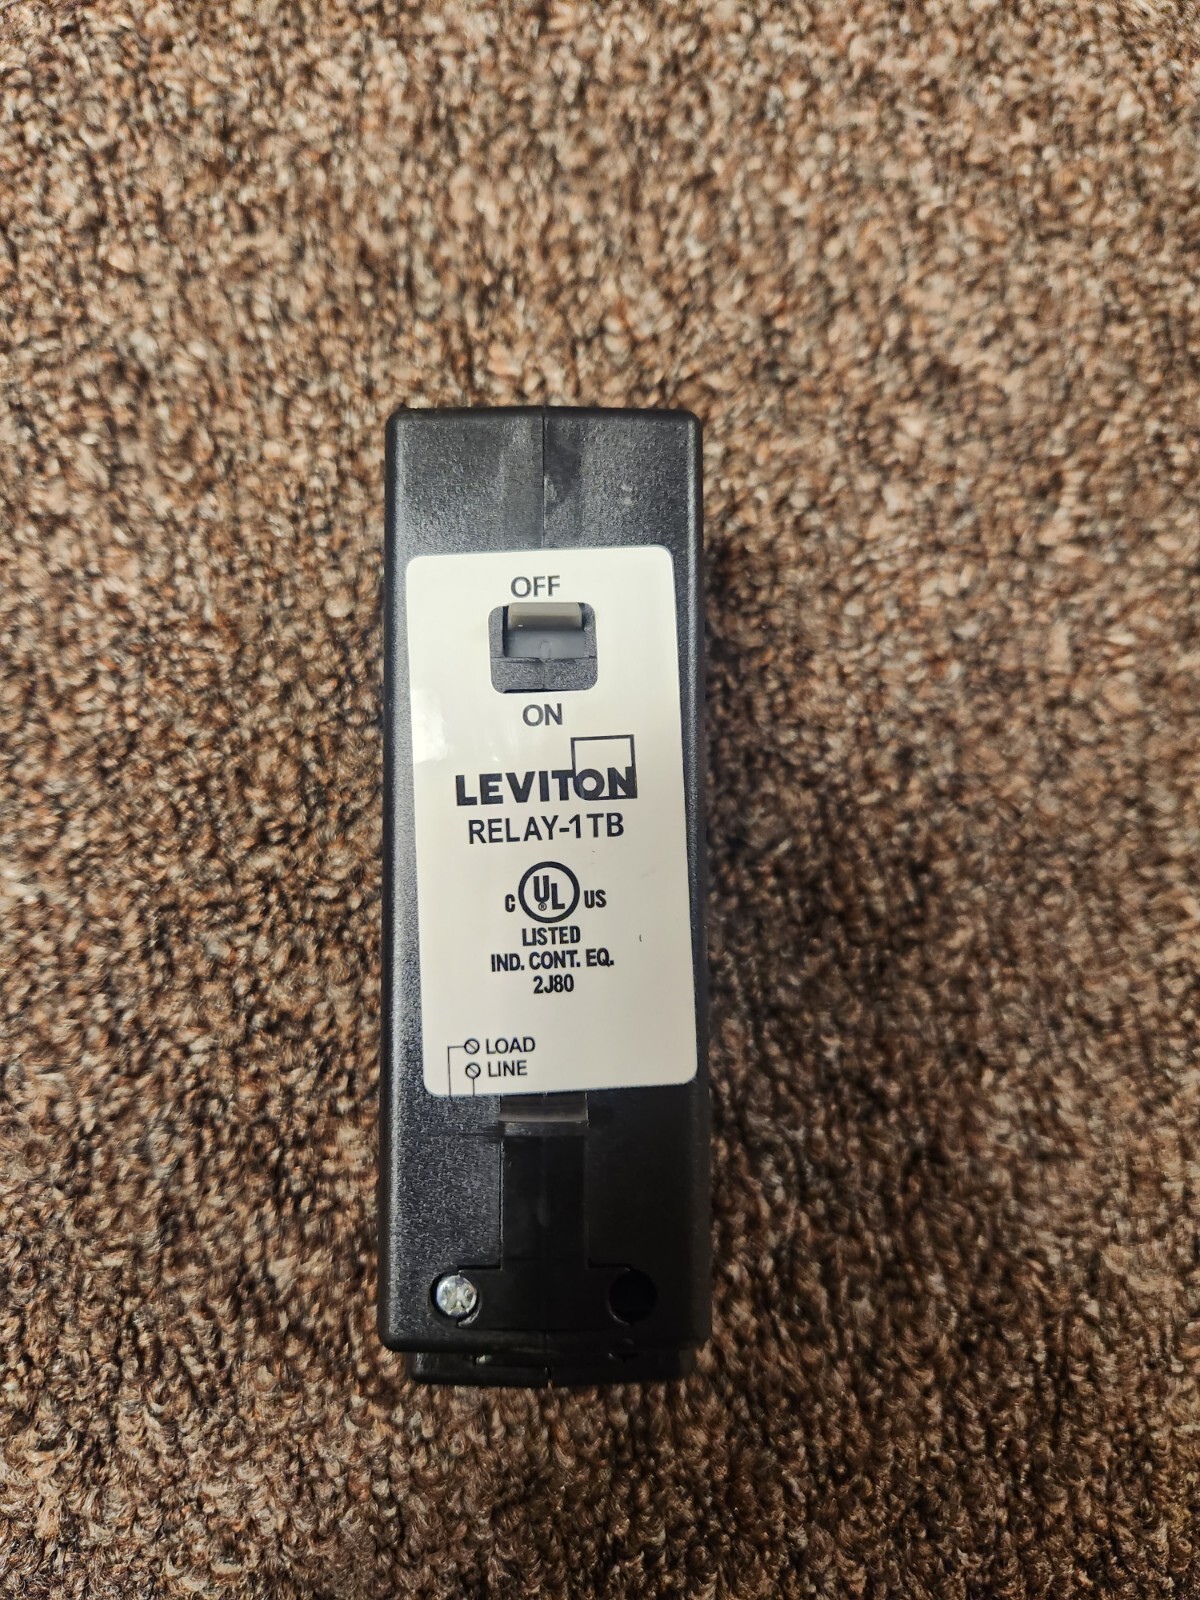 OFF
ON
LEVITON
RELAY-1TB
C UL® US
LISTED
IND. CONT. EQ.
2J80
LOAD
LINE